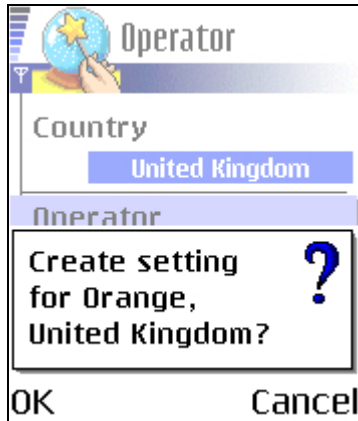 Operator
Country
United Kingdom
Operator
Create setting
for Orange,
United Kingdom?
OK Cancel